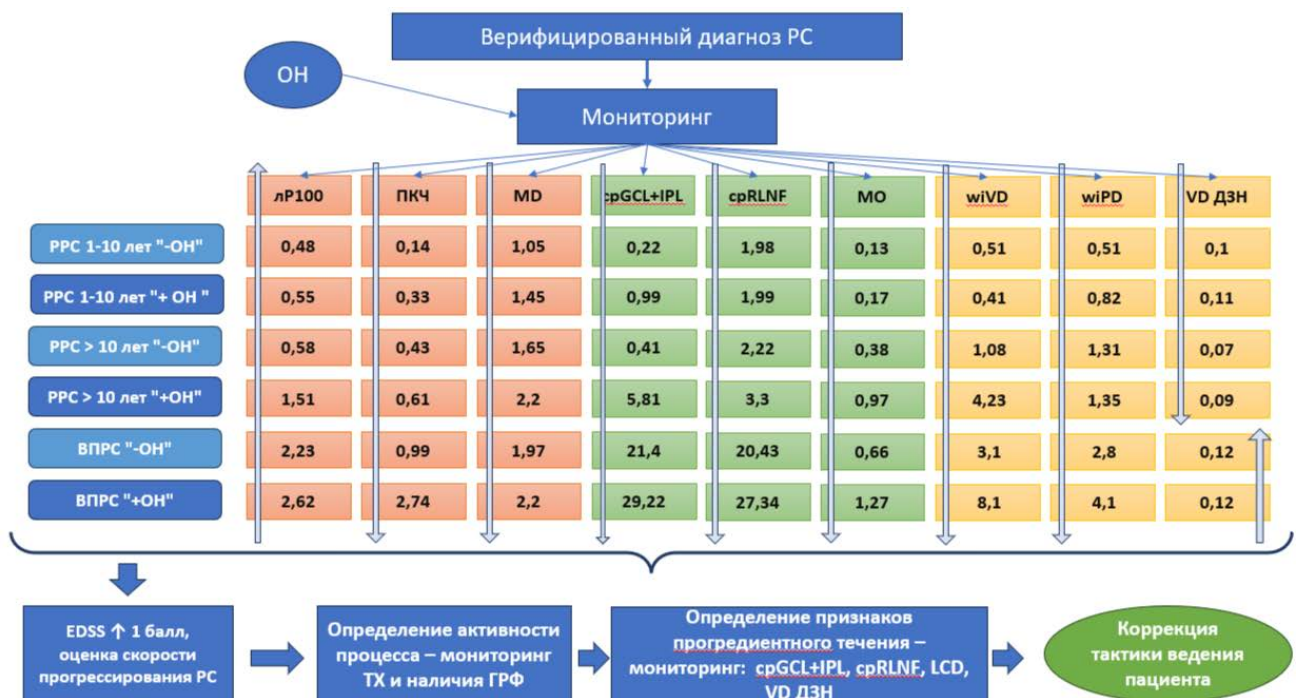 Верифицированный диагноз РС
ОН
Мониторинг
лР100 ПКЧ MD срGCL+IPL срRLNF МО wiVD wiPD VD ДЗН
РРС 1-10 лет "-ОН" 0,48 0,14 1,05 0,22 1,98 0,13 0,51 0,51 0,1
РРС 1-10 лет "+ ОН " 0,55 0,33 1,45 0,99 1,99 0,17 0,41 0,82 0,11
РРС > 10 лет "-ОН" 0,58 0,43 1,65 0,41 2,22 0,38 1,08 1,31 0,07
РРС > 10 лет "+ОН" 1,51 0,61 2,2 5,81 3,3 0,97 4,23 1,35 0,09
ВПРС "-ОН" 2,23 0,99 1,97 21,4 20,43 0,66 3,1 2,8 0,12
ВПРС "+ОН" 2,62 2,74 2,2 29,22 27,34 1,27 8,1 4,1 0,12
EDSS ↑ 1 балл,
оценка скорости
прогрессирования РС
Определение активности
процесса – мониторинг
ТХ и наличия ГРФ
Определение признаков
прогредиентного течения –
мониторинг: срGCL+IPL, срRLNF, LCD,
VD ДЗН
Коррекция
тактики ведения
пациента